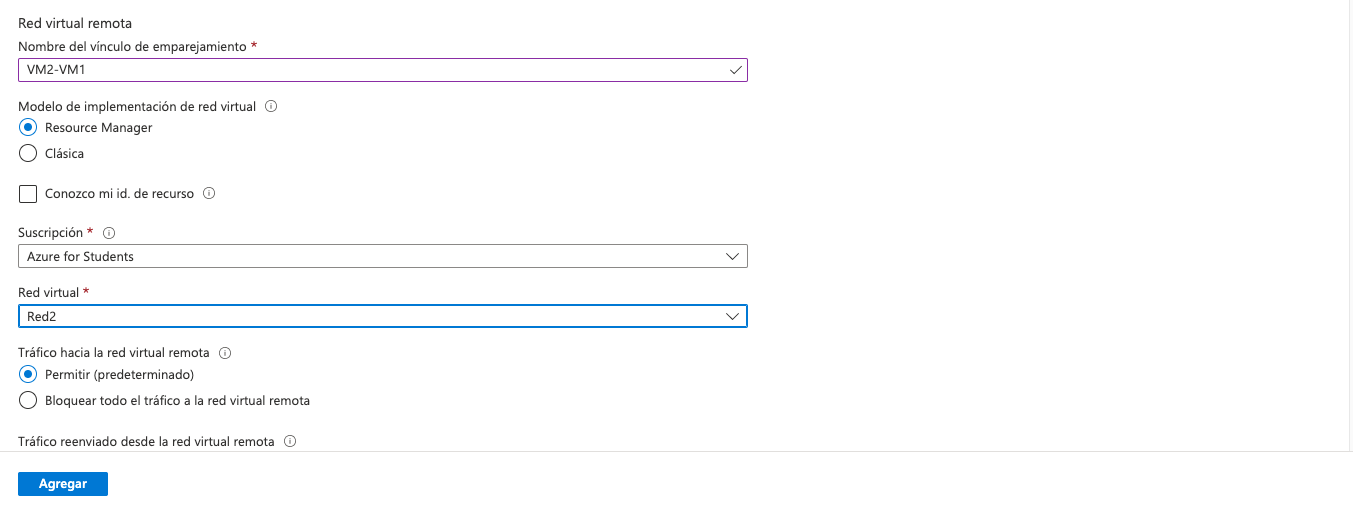 Red virtual remota
Nombre del vínculo de emparejamiento *
VM2-VM1
Modelo de implementación de red virtual
Resource Manager
Clásica
Conozco mi id. de recurso
Suscripción *
Azure for Students
Red virtual *
Red2
Tráfico hacia la red virtual remota
Permitir (predeterminado)
Bloquear todo el tráfico a la red virtual remota
Tráfico reenviado desde la red virtual remota
Agregar